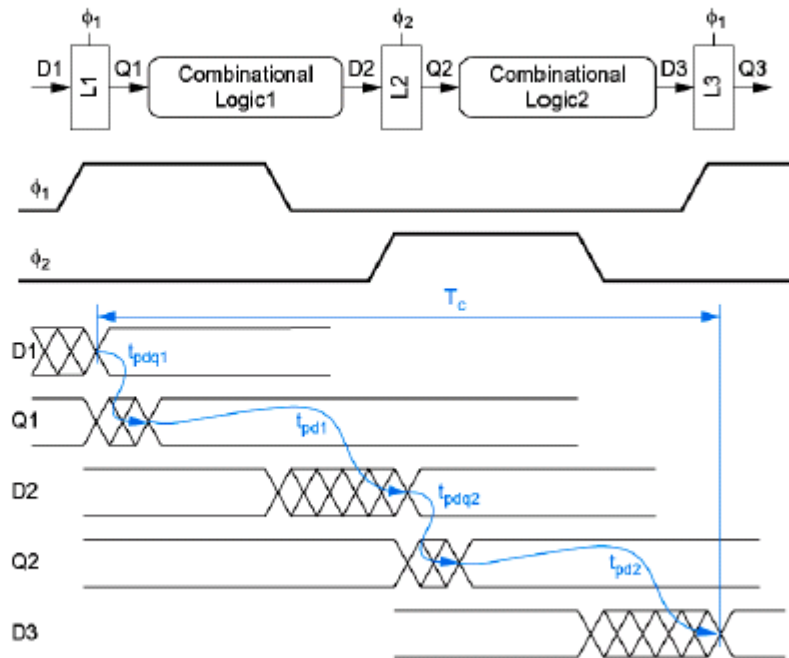 ϕ1 ϕ2 ϕ1
D1 L1 Q1 Combinational Logic1 D2 L2 Q2 Combinational Logic2 D3 L3 Q3
ϕ1
ϕ2
Tc
D1 tpdq1
Q1 tpd1
D2 tpdq2
Q2 tpd2
D3